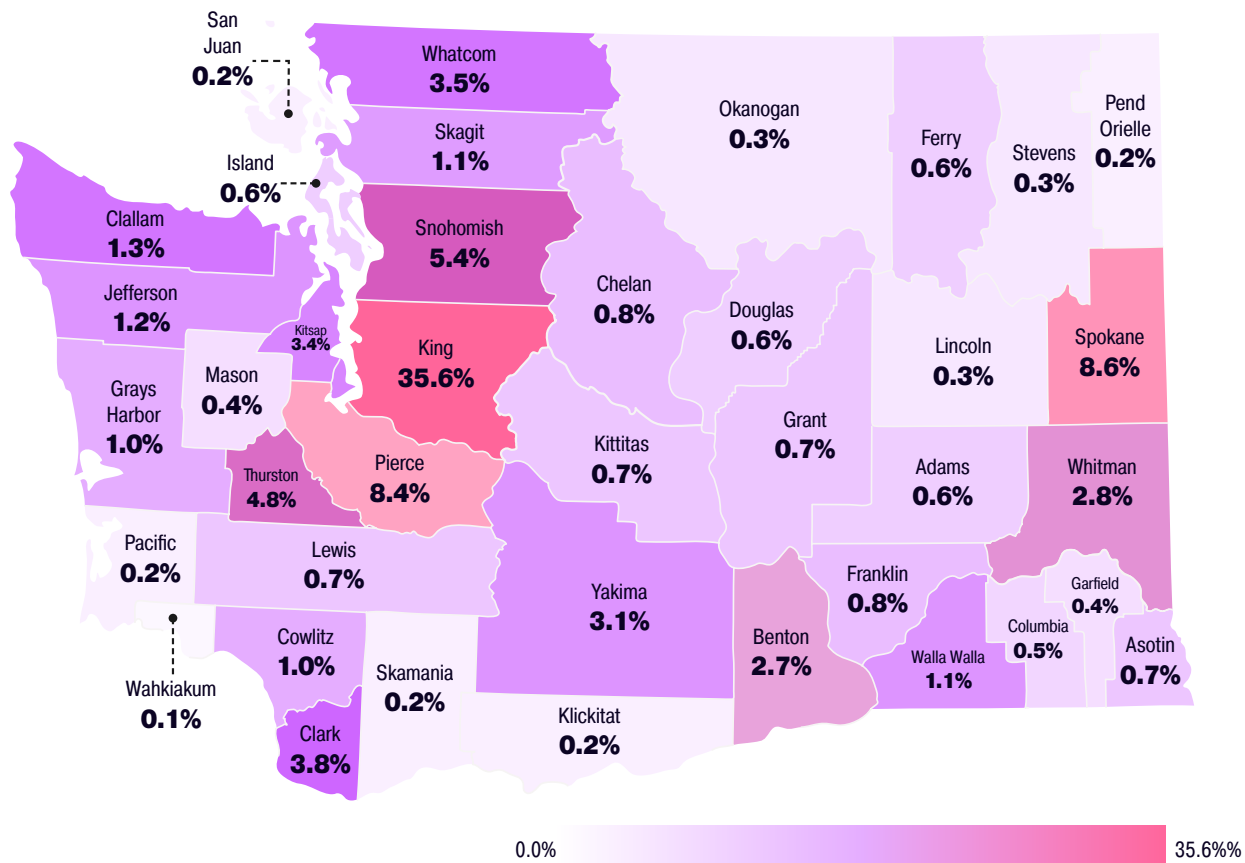 San
Juan
0.2%
Whatcom
3.5%
Okanogan
0.3%
Ferry
0.6%
Stevens
0.3%
Pend
Orielle
0.2%
Skagit
1.1%
Island
0.6%
Clallam
1.3%
Snohomish
5.4%
Chelan
0.8%
Jefferson
1.2%
Kitsap
3.4%
Douglas
0.6%
Lincoln
0.3%
Spokane
8.6%
King
35.6%
Mason
0.4%
Grays
Harbor
1.0%
Grant
0.7%
Kittitas
0.7%
Thurston
4.8%
Pierce
8.4%
Adams
0.6%
Whitman
2.8%
Pacific
0.2%
Lewis
0.7%
Yakima
3.1%
Franklin
0.8%
Garfield
0.4%
Columbia
0.5%
Benton
2.7%
Walla Walla
1.1%
Asotin
0.7%
Cowlitz
1.0%
Skamania
0.2%
Wahkiakum
0.1%
Klickitat
0.2%
Clark
3.8%
0.0%
35.6%%